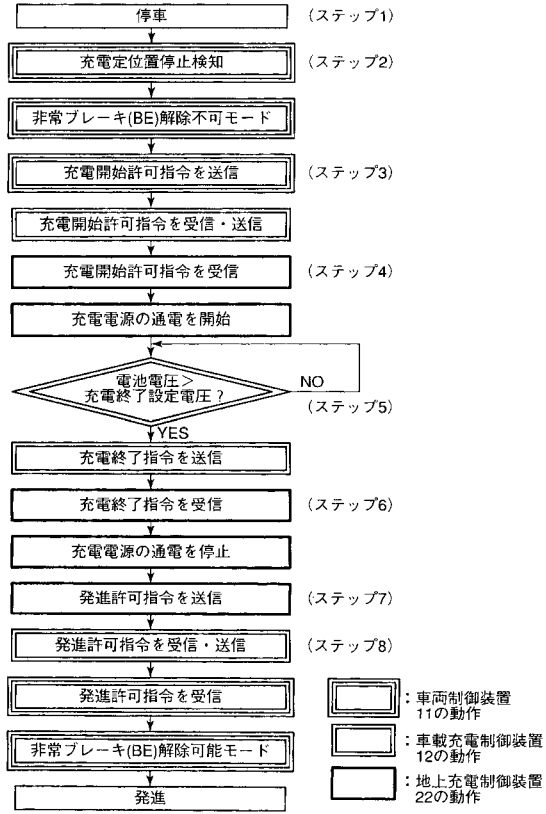 停車 (ステップ1)
充電定位置停止検知 (ステップ2)
非常ブレーキ(BE)解除不可モード
充電開始許可指令を送信 (ステップ3)
充電開始許可指令を受信・送信
充電開始許可指令を受信 (ステップ4)
充電電源の通電を開始
電池電圧>
充電終了設定電圧?
NO
(ステップ5)
YES
充電終了指令を送信
充電終了指令を受信 (ステップ6)
充電電源の通電を停止
発進許可指令を送信 (ステップ7)
発進許可指令を受信・送信 (ステップ8)
発進許可指令を受信
非常ブレーキ(BE)解除可能モード
発進
:車両制御装置
11の動作
:車載充電制御装置
12の動作
:地上充電制御装置
22の動作